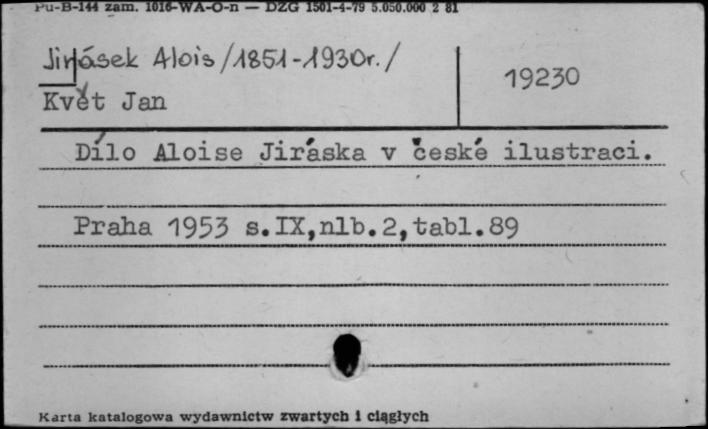 Pu-B-144 zam. 1016-WA-O-n — DZG 1501-4-79 5.050.000 2 81
Jirásek Alois /1851-1930r./
19230
Květ Jan
Dílo Aloise Jiráska v české ilustraci.
Praha 1953 s.IX,nlb.2,tabl.89
Karta katalogowa wydawnictw zwartych i ciągłych